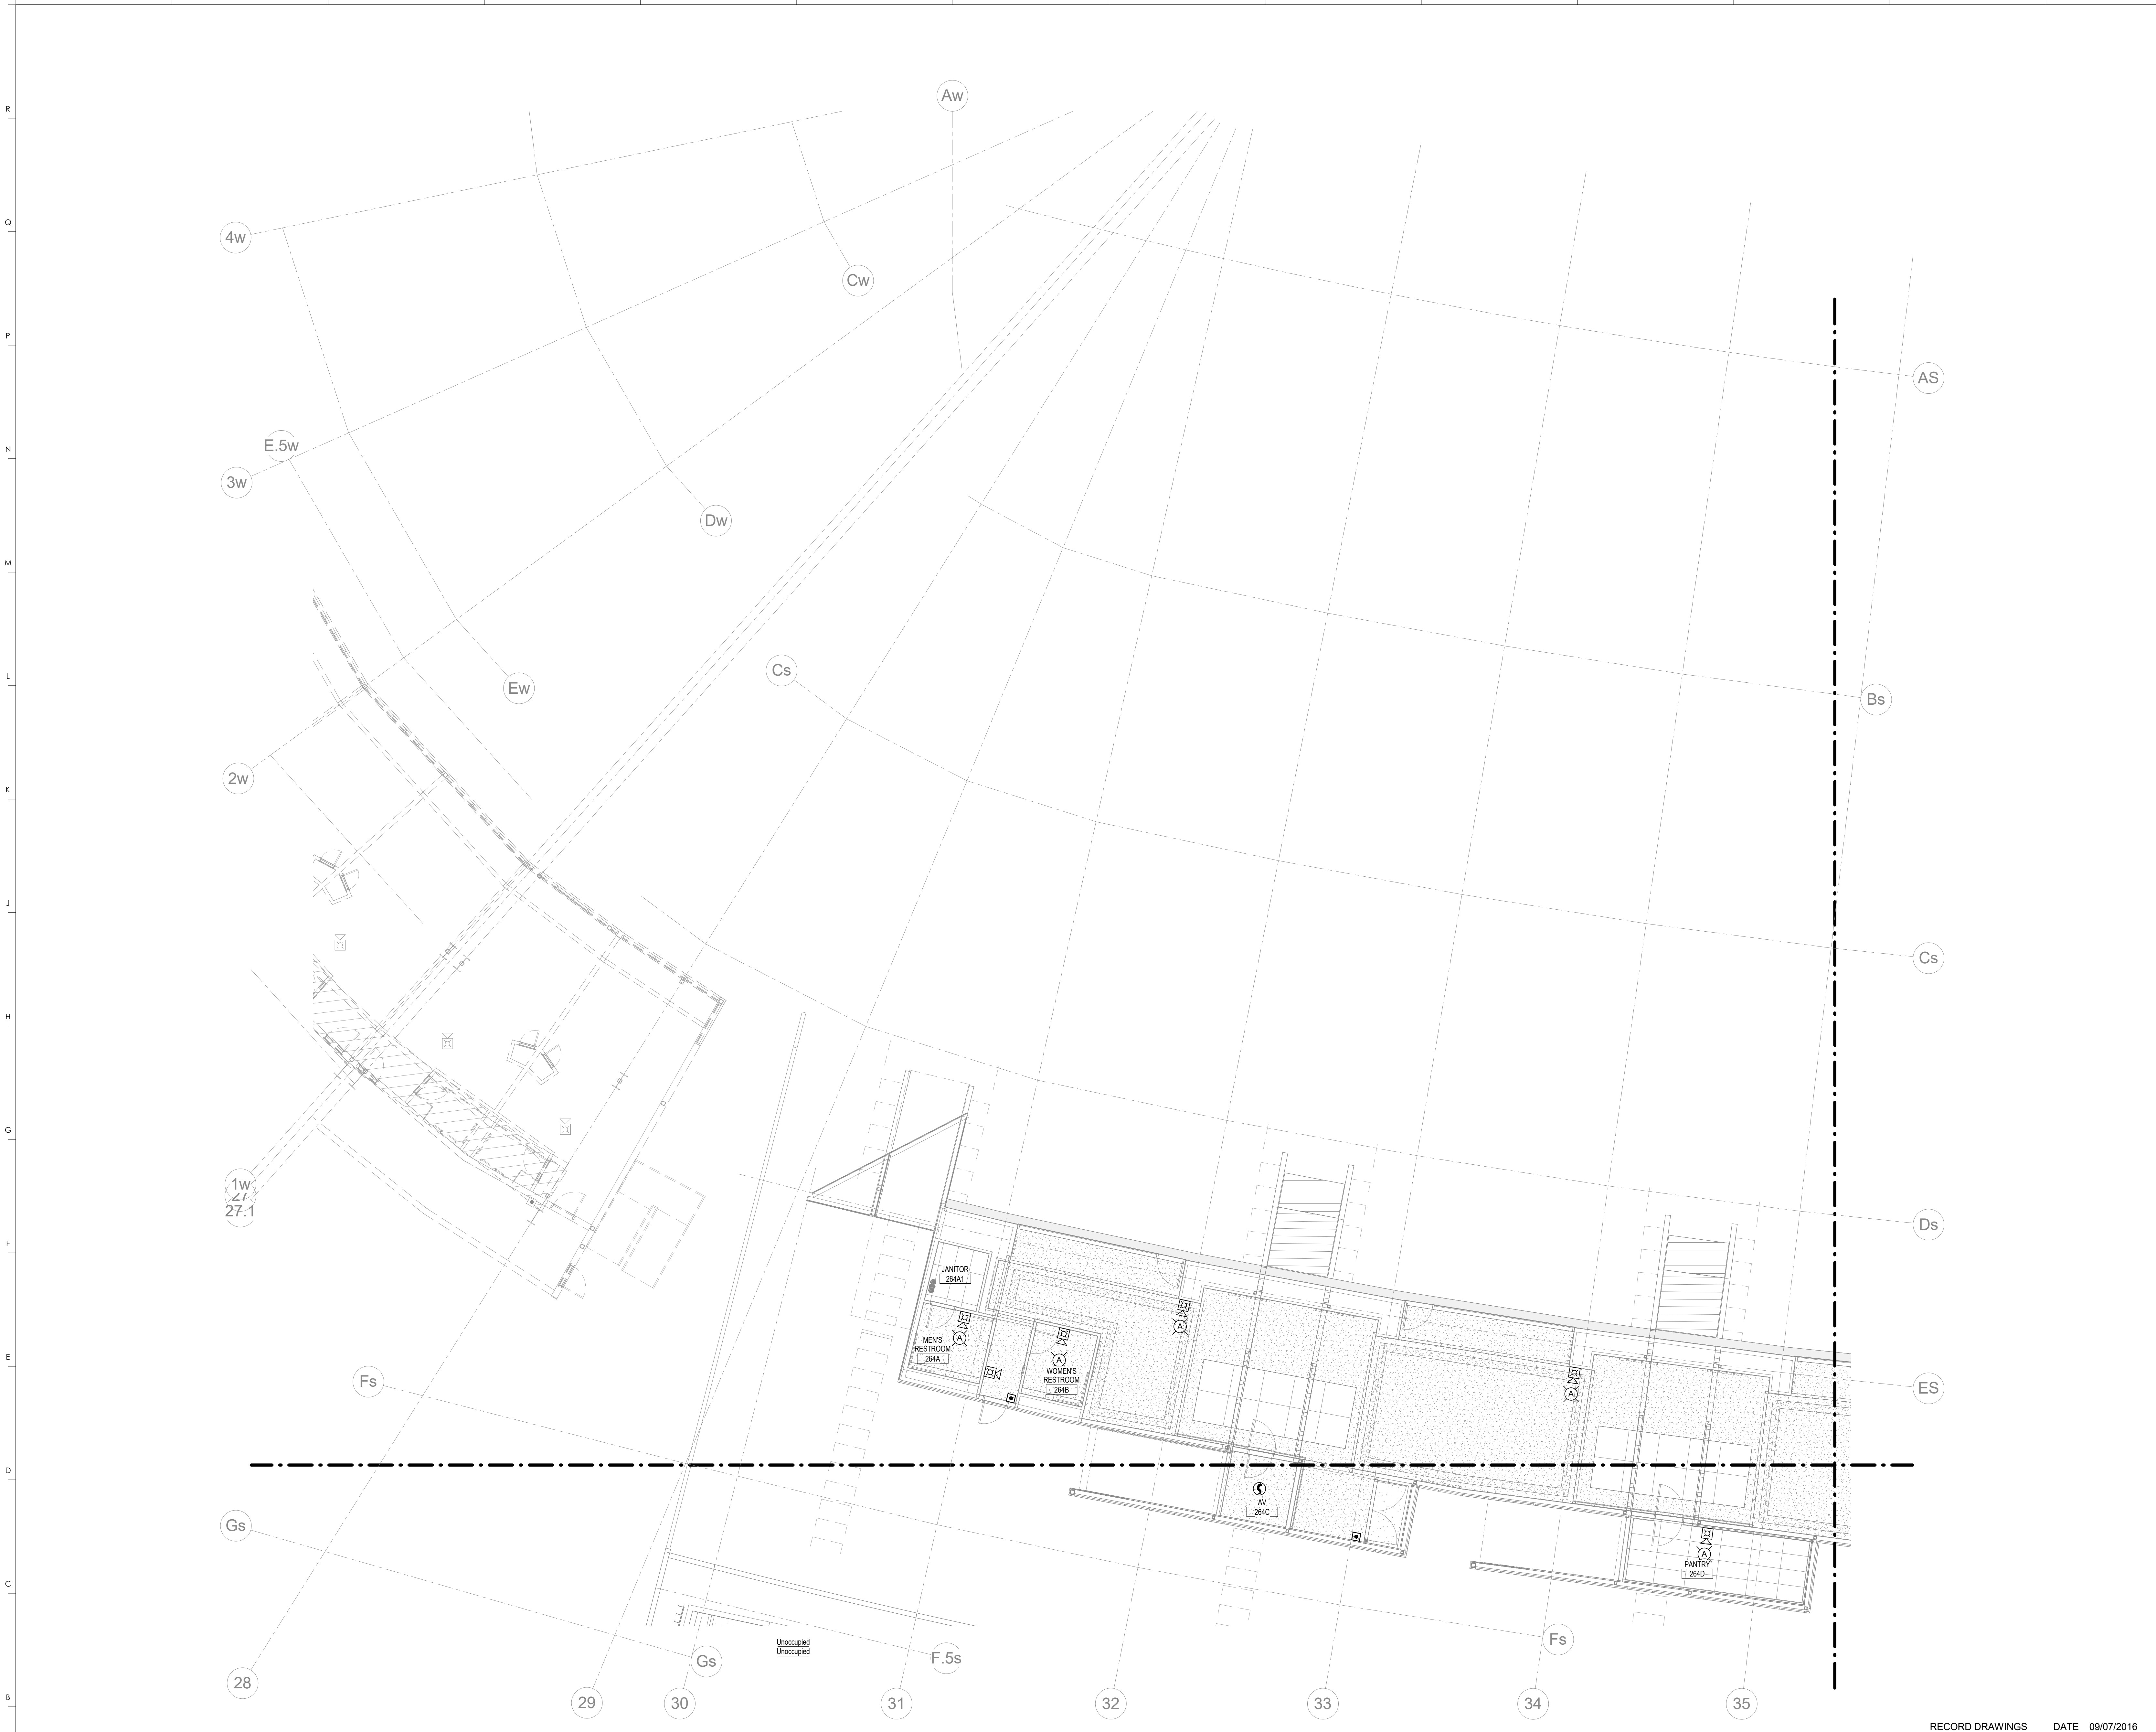 R
Aw
Q
4w
Cw
P
AS
E.5w
N
3w
Dw
M
Cs
L
Ew
Bs
2w
K
J
Cs
H
G
1w
27
27.1
Ds
F
JANITOR
264A1
MEN'S
RESTROOM
264A
A
A
A
WOMEN'S
RESTROOM
264B
E
Fs
A
ES
D
AV
264C
Gs
A
PANTRY
264D
C
Unoccupied
Unoccupied
Fs
Gs
F.5s
28
29
30
31
32
33
34
35
B
RECORD DRAWINGS DATE 09/07/2016